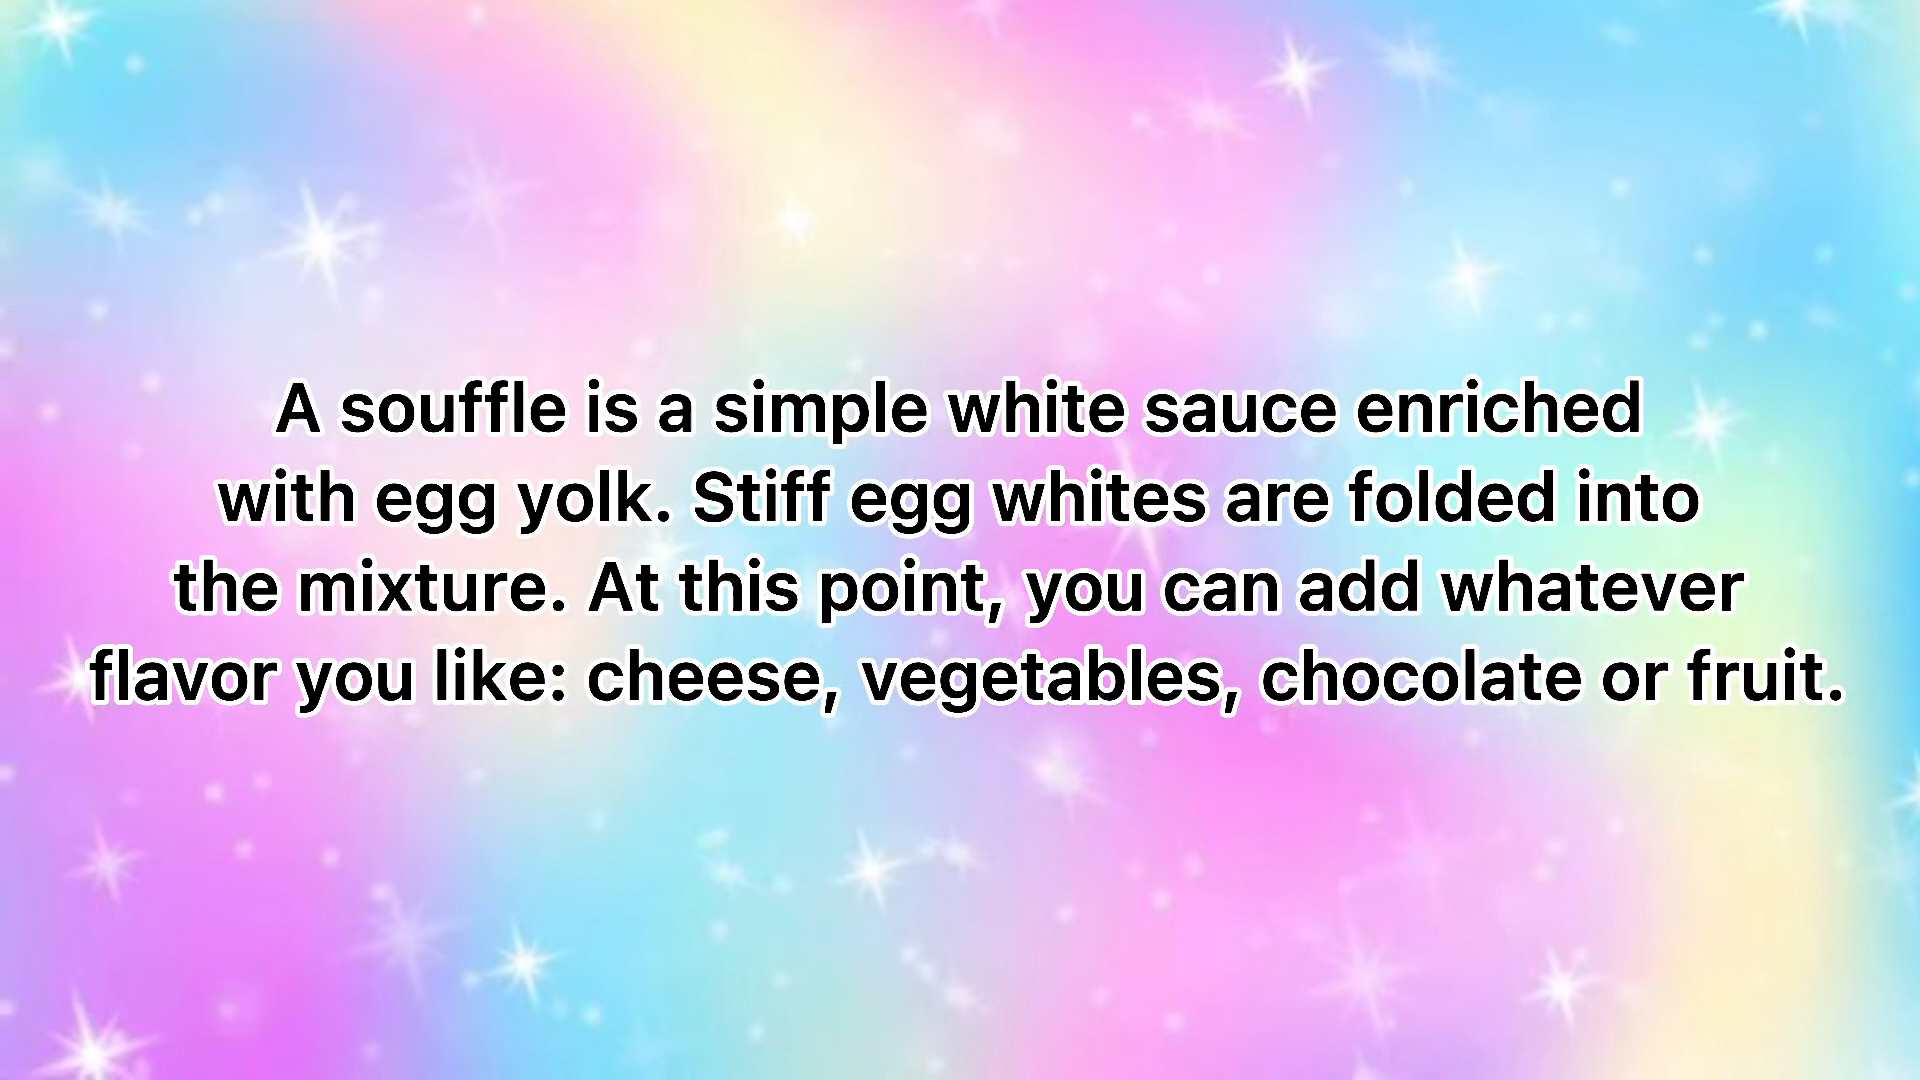 A souffle is a simple white sauce enriched
with egg yolk. Stiff egg whites are folded into
the mixture. At this point, you can add whatever
flavor you like: cheese, vegetables, chocolate or fruit.